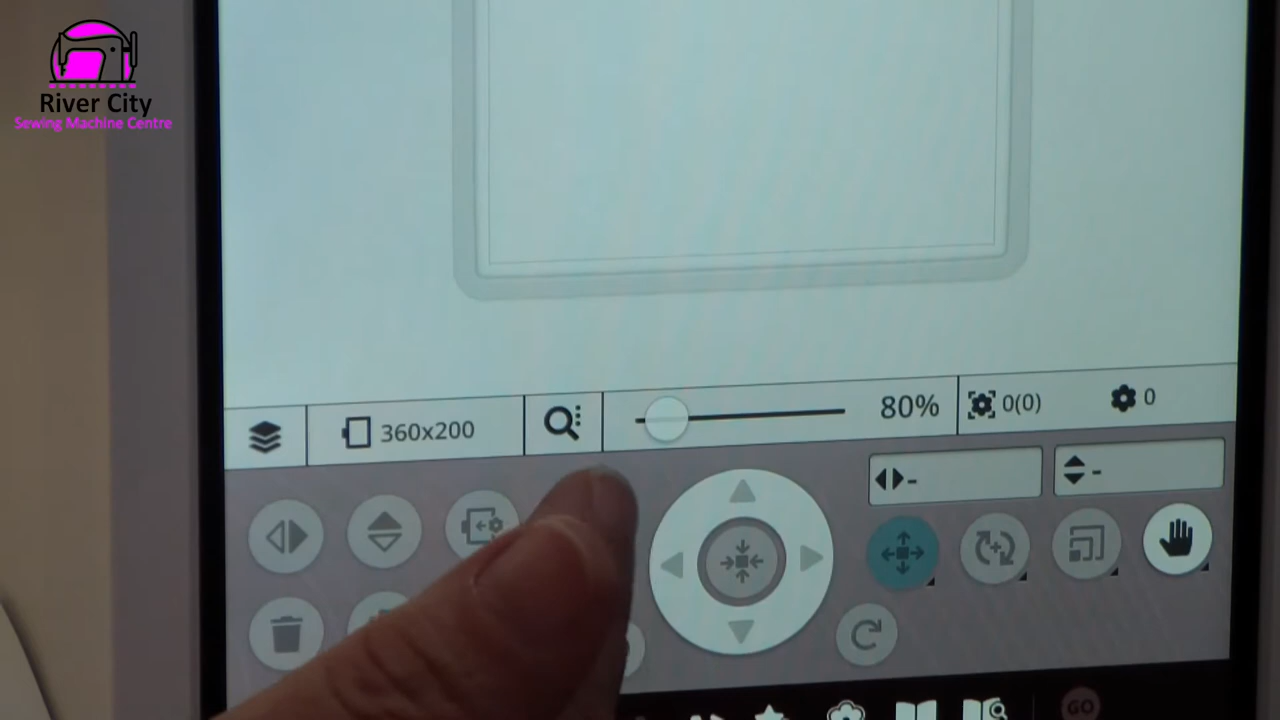 River City
Sewing Machine Centre
360x200
80%
0(0)
0
-
-
GO